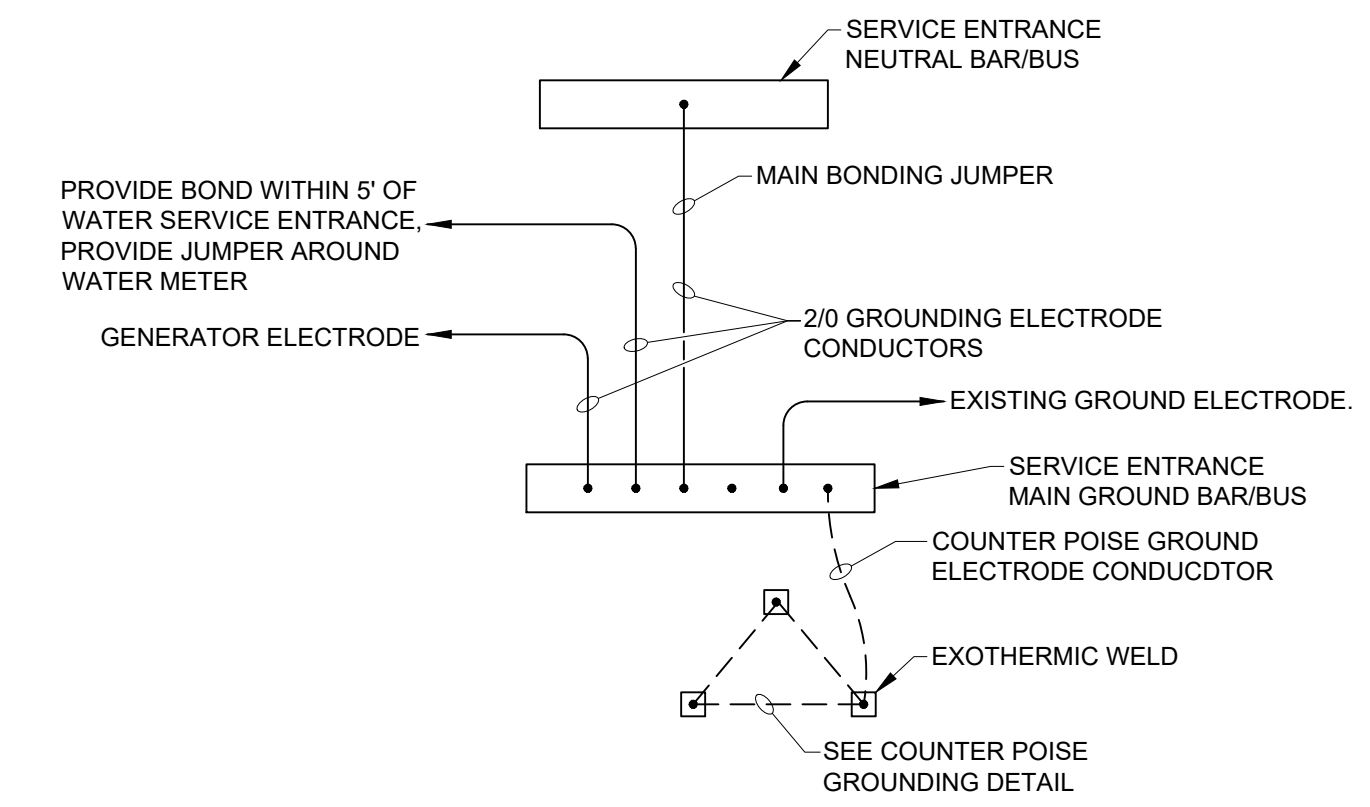 SERVICE ENTRANCE
NEUTRAL BAR/BUS
MAIN BONDING JUMPER
PROVIDE BOND WITHIN 5' OF
WATER SERVICE ENTRANCE,
PROVIDE JUMPER AROUND
WATER METER
GENERATOR ELECTRODE
2/0 GROUNDING ELECTRODE
CONDUCTORS
EXISTING GROUND ELECTRODE.
SERVICE ENTRANCE
MAIN GROUND BAR/BUS
COUNTER POISE GROUND
ELECTRODE CONDUCDTOR
EXOTHERMIC WELD
SEE COUNTER POISE
GROUNDING DETAIL